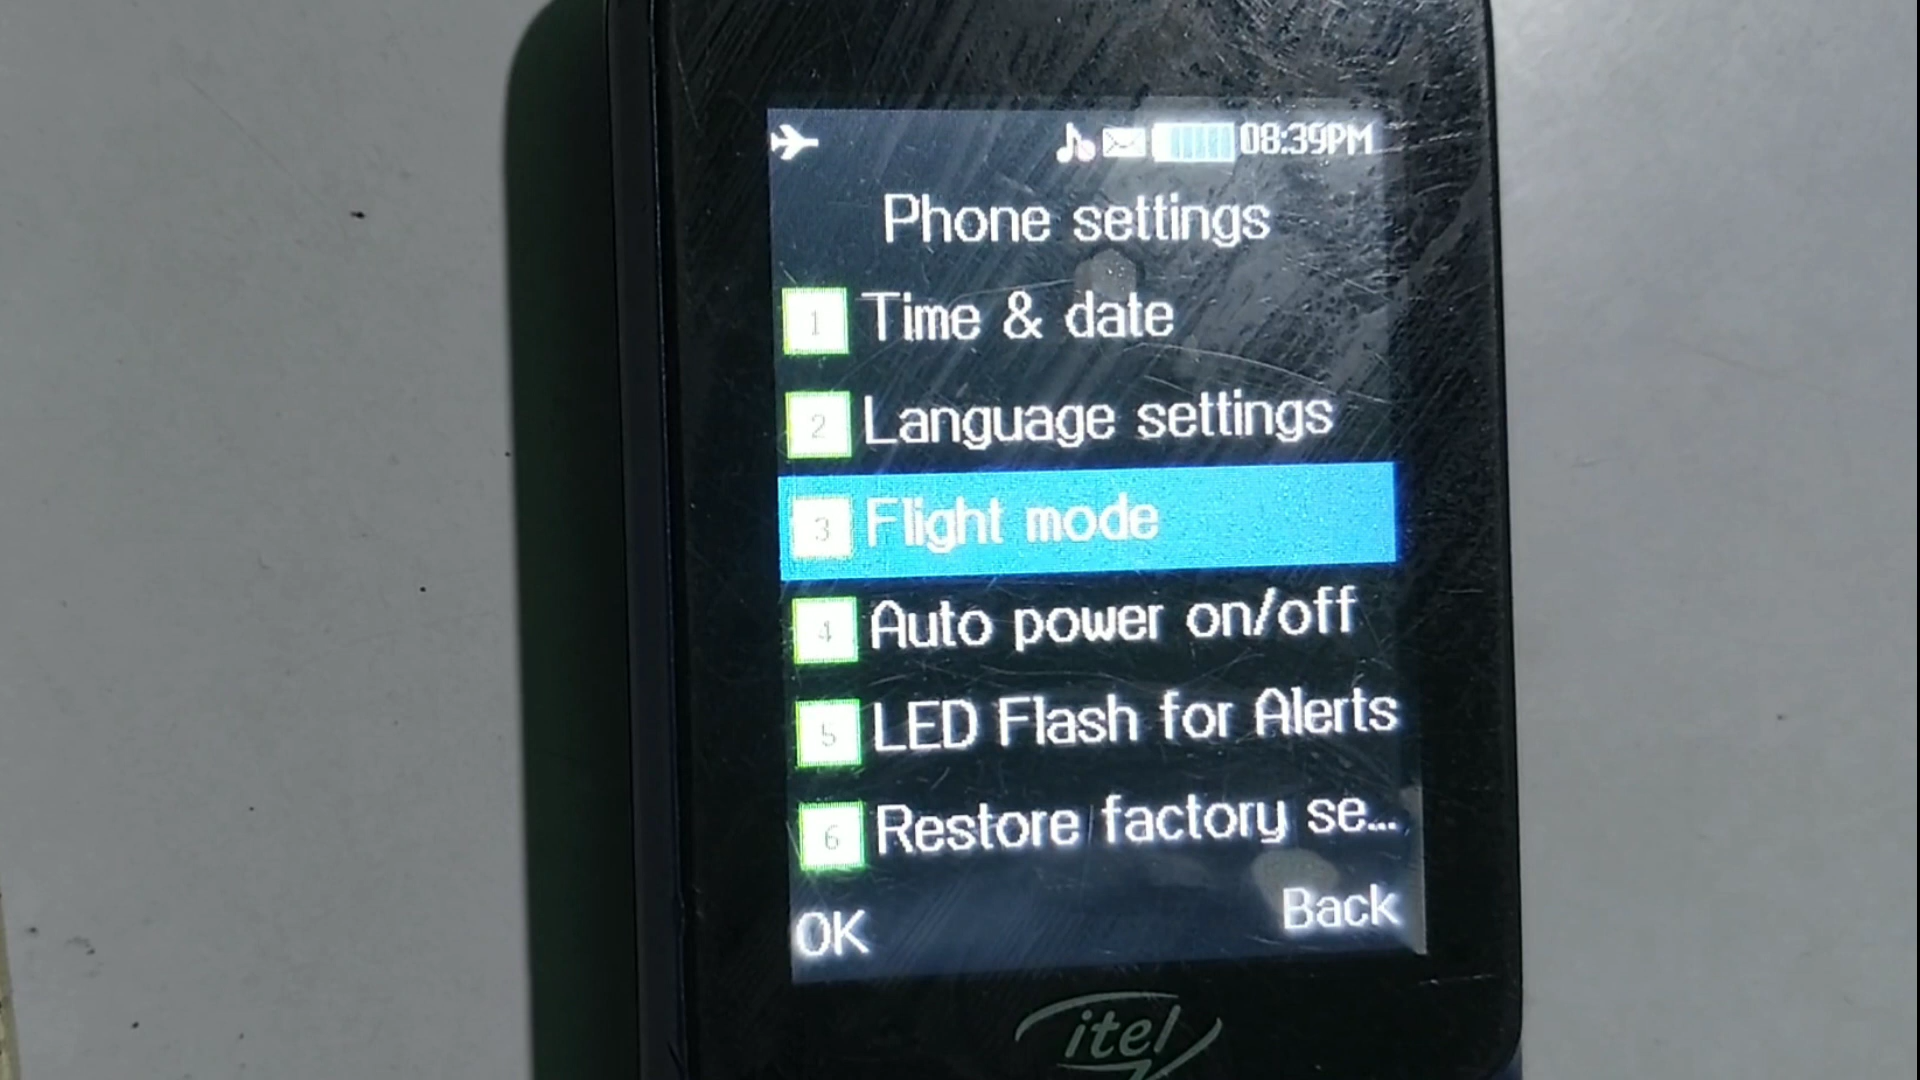 08:39PM
Phone settings
1 Time & date
2 Language settings
3 Flight mode
4 Auto power on/off
5 LED Flash for Alerts
6 Restore factory se...
OK Back
itel